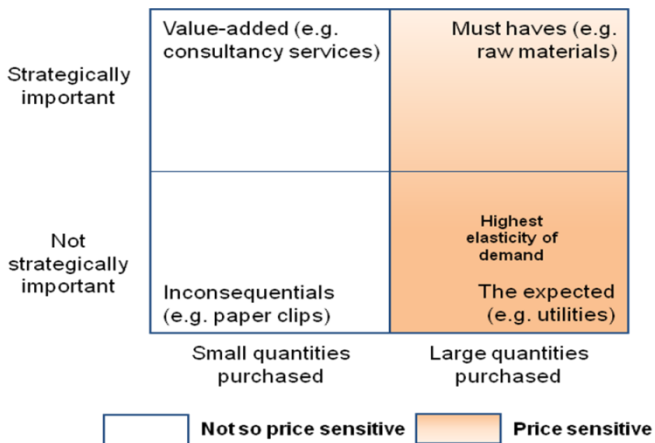 Value-added (e.g.
consultancy services)
Must haves (e.g.
raw materials)
Strategically
important
Highest
elasticity of
demand
Not
strategically
important
Inconsequentials
(e.g. paper clips)
The expected
(e.g. utilities)
Small quantities
purchased
Large quantities
purchased
Not so price sensitive
Price sensitive